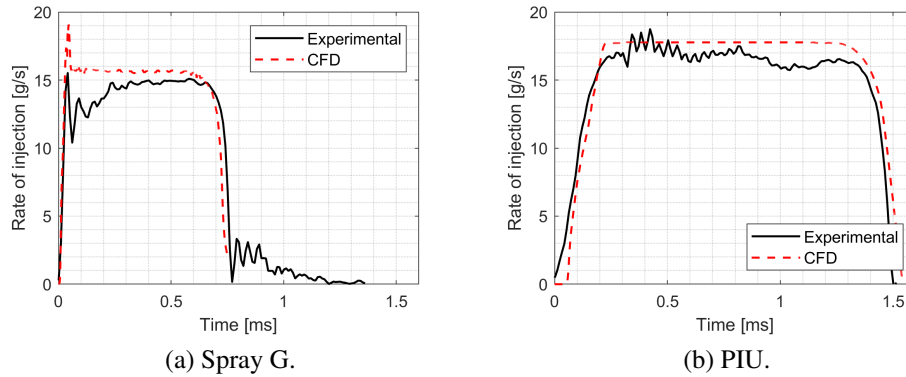 20
15
10
5
0
Rate of injection [g/s]
Experimental
CFD
0 0.5 1 1.5
Time [ms]
(a) Spray G.
20
15
10
5
0
Rate of injection [g/s]
Experimental
CFD
0 0.5 1 1.5
Time [ms]
(b) PIU.